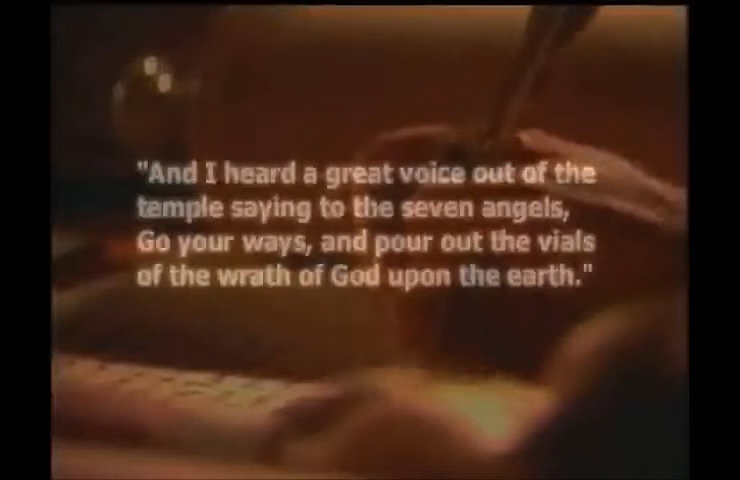 "And I heard a great voice out of the
temple saying to the seven angels,
Go your ways, and pour out the vials
of the wrath of God upon the earth."